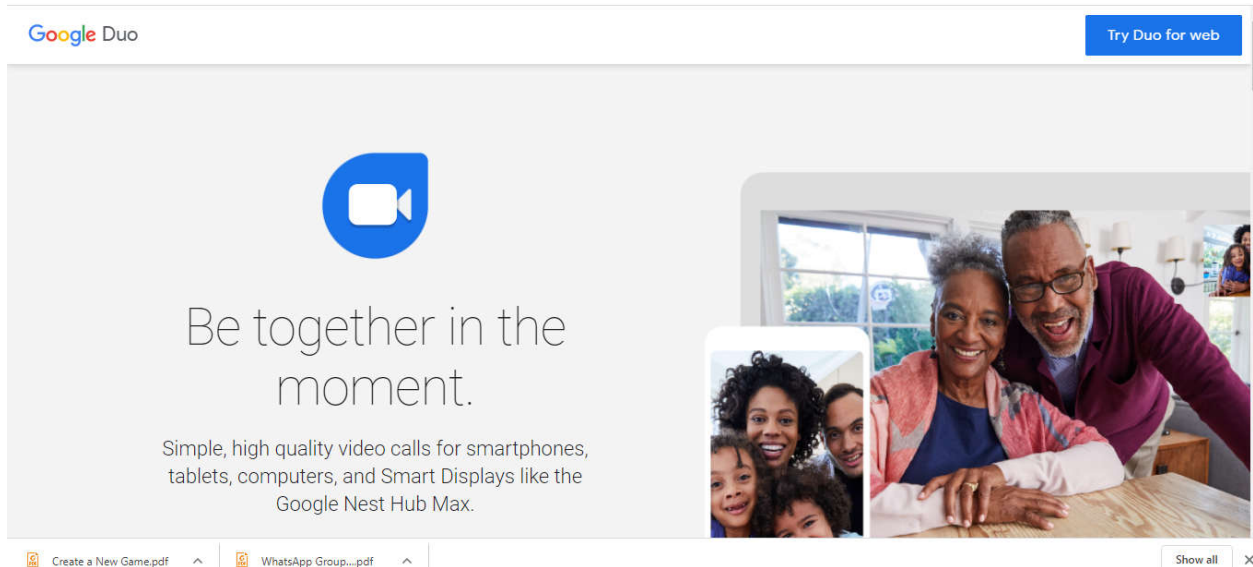 Google Duo
Try Duo for web
Be together in the
moment.
Simple, high quality video calls for smartphones,
tablets, computers, and Smart Displays like the
Google Nest Hub Max.
Create a New Game.pdf
WhatsApp Group....pdf
Show all